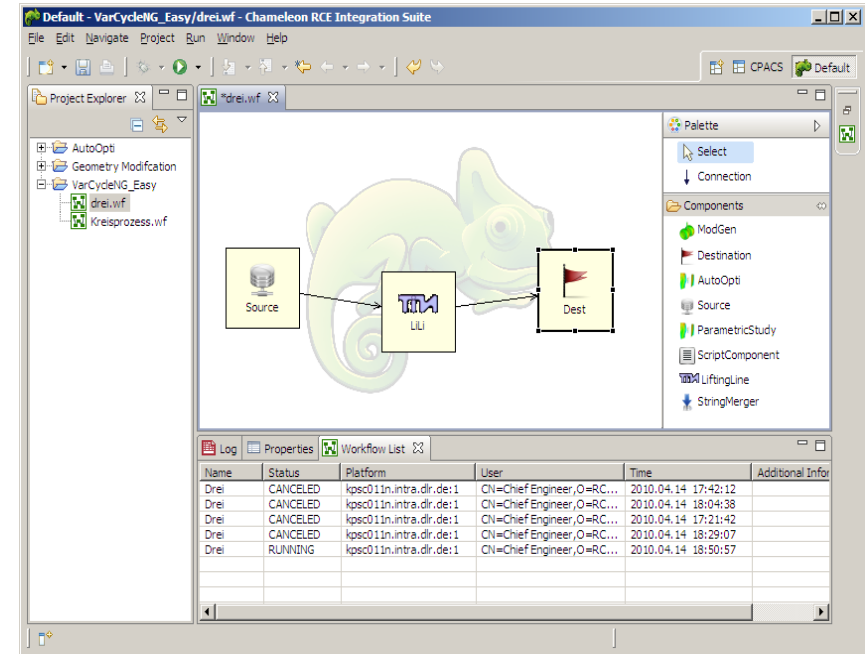 Default - VarCycleNG_Easy/drei.wf - Chameleon RCE Integration Suite
File Edit Navigate Project Run Window Help
CPACS Default
Project Explorer
AutoOpti
Geometry Modifcation
VarCycleNG_Easy
drei.wf
Kreisprozess.wf
*drei.wf
Source
LiLi
Dest
Palette
Select
Connection
Components
ModGen
Destination
AutoOpti
Source
ParametricStudy
ScriptComponent
LiftingLine
StringMerger
Log Properties Workflow List
Name Status Platform User Time Additional Infor
Drei CANCELED kpsc011n.intra.dlr.de:1 CN=Chief Engineer,O=RC... 2010.04.14 17:42:12
Drei CANCELED kpsc011n.intra.dlr.de:1 CN=Chief Engineer,O=RC... 2010.04.14 18:04:38
Drei CANCELED kpsc011n.intra.dlr.de:1 CN=Chief Engineer,O=RC... 2010.04.14 17:21:42
Drei CANCELED kpsc011n.intra.dlr.de:1 CN=Chief Engineer,O=RC... 2010.04.14 18:29:07
Drei RUNNING kpsc011n.intra.dlr.de:1 CN=Chief Engineer,O=RC... 2010.04.14 18:50:57